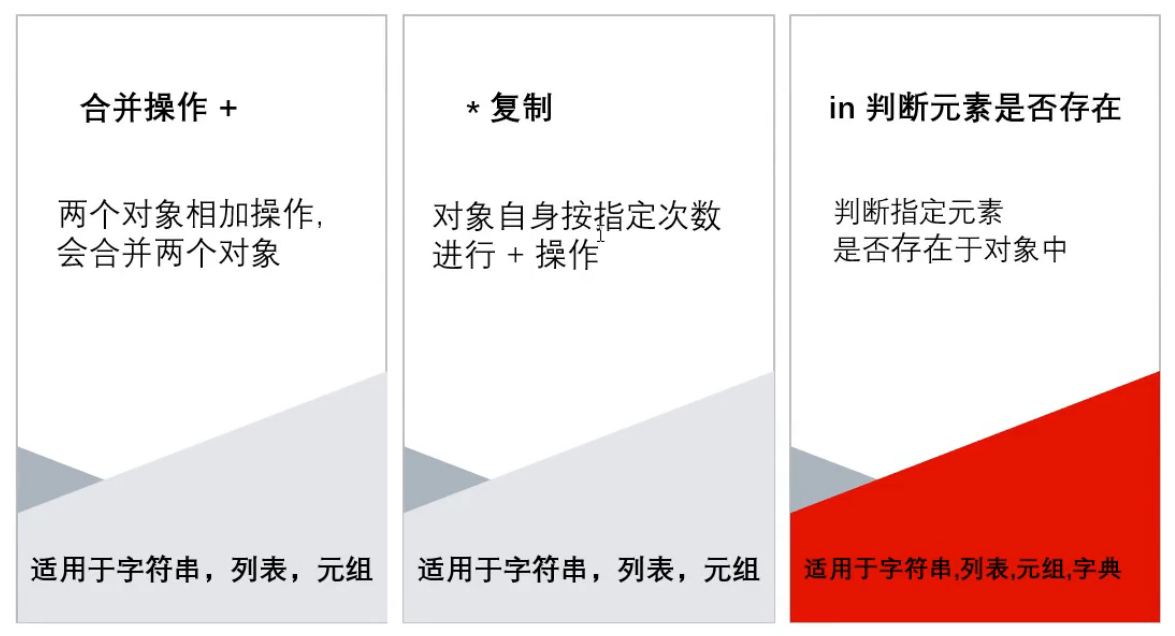 合并操作 +
两个对象相加操作,
会合并两个对象
适用于字符串，列表，元组
* 复制
对象自身按指定次数
进行 + 操作
适用于字符串，列表，元组
in 判断元素是否存在
判断指定元素
是否存在于对象中
适用于字符串,列表,元组,字典